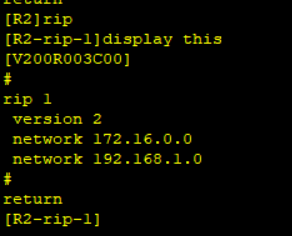 return
[R2]rip
[R2-rip-1]display this
[V200R003C00]
#
rip 1
version 2
network 172.16.0.0
network 192.168.1.0
#
return
[R2-rip-1]